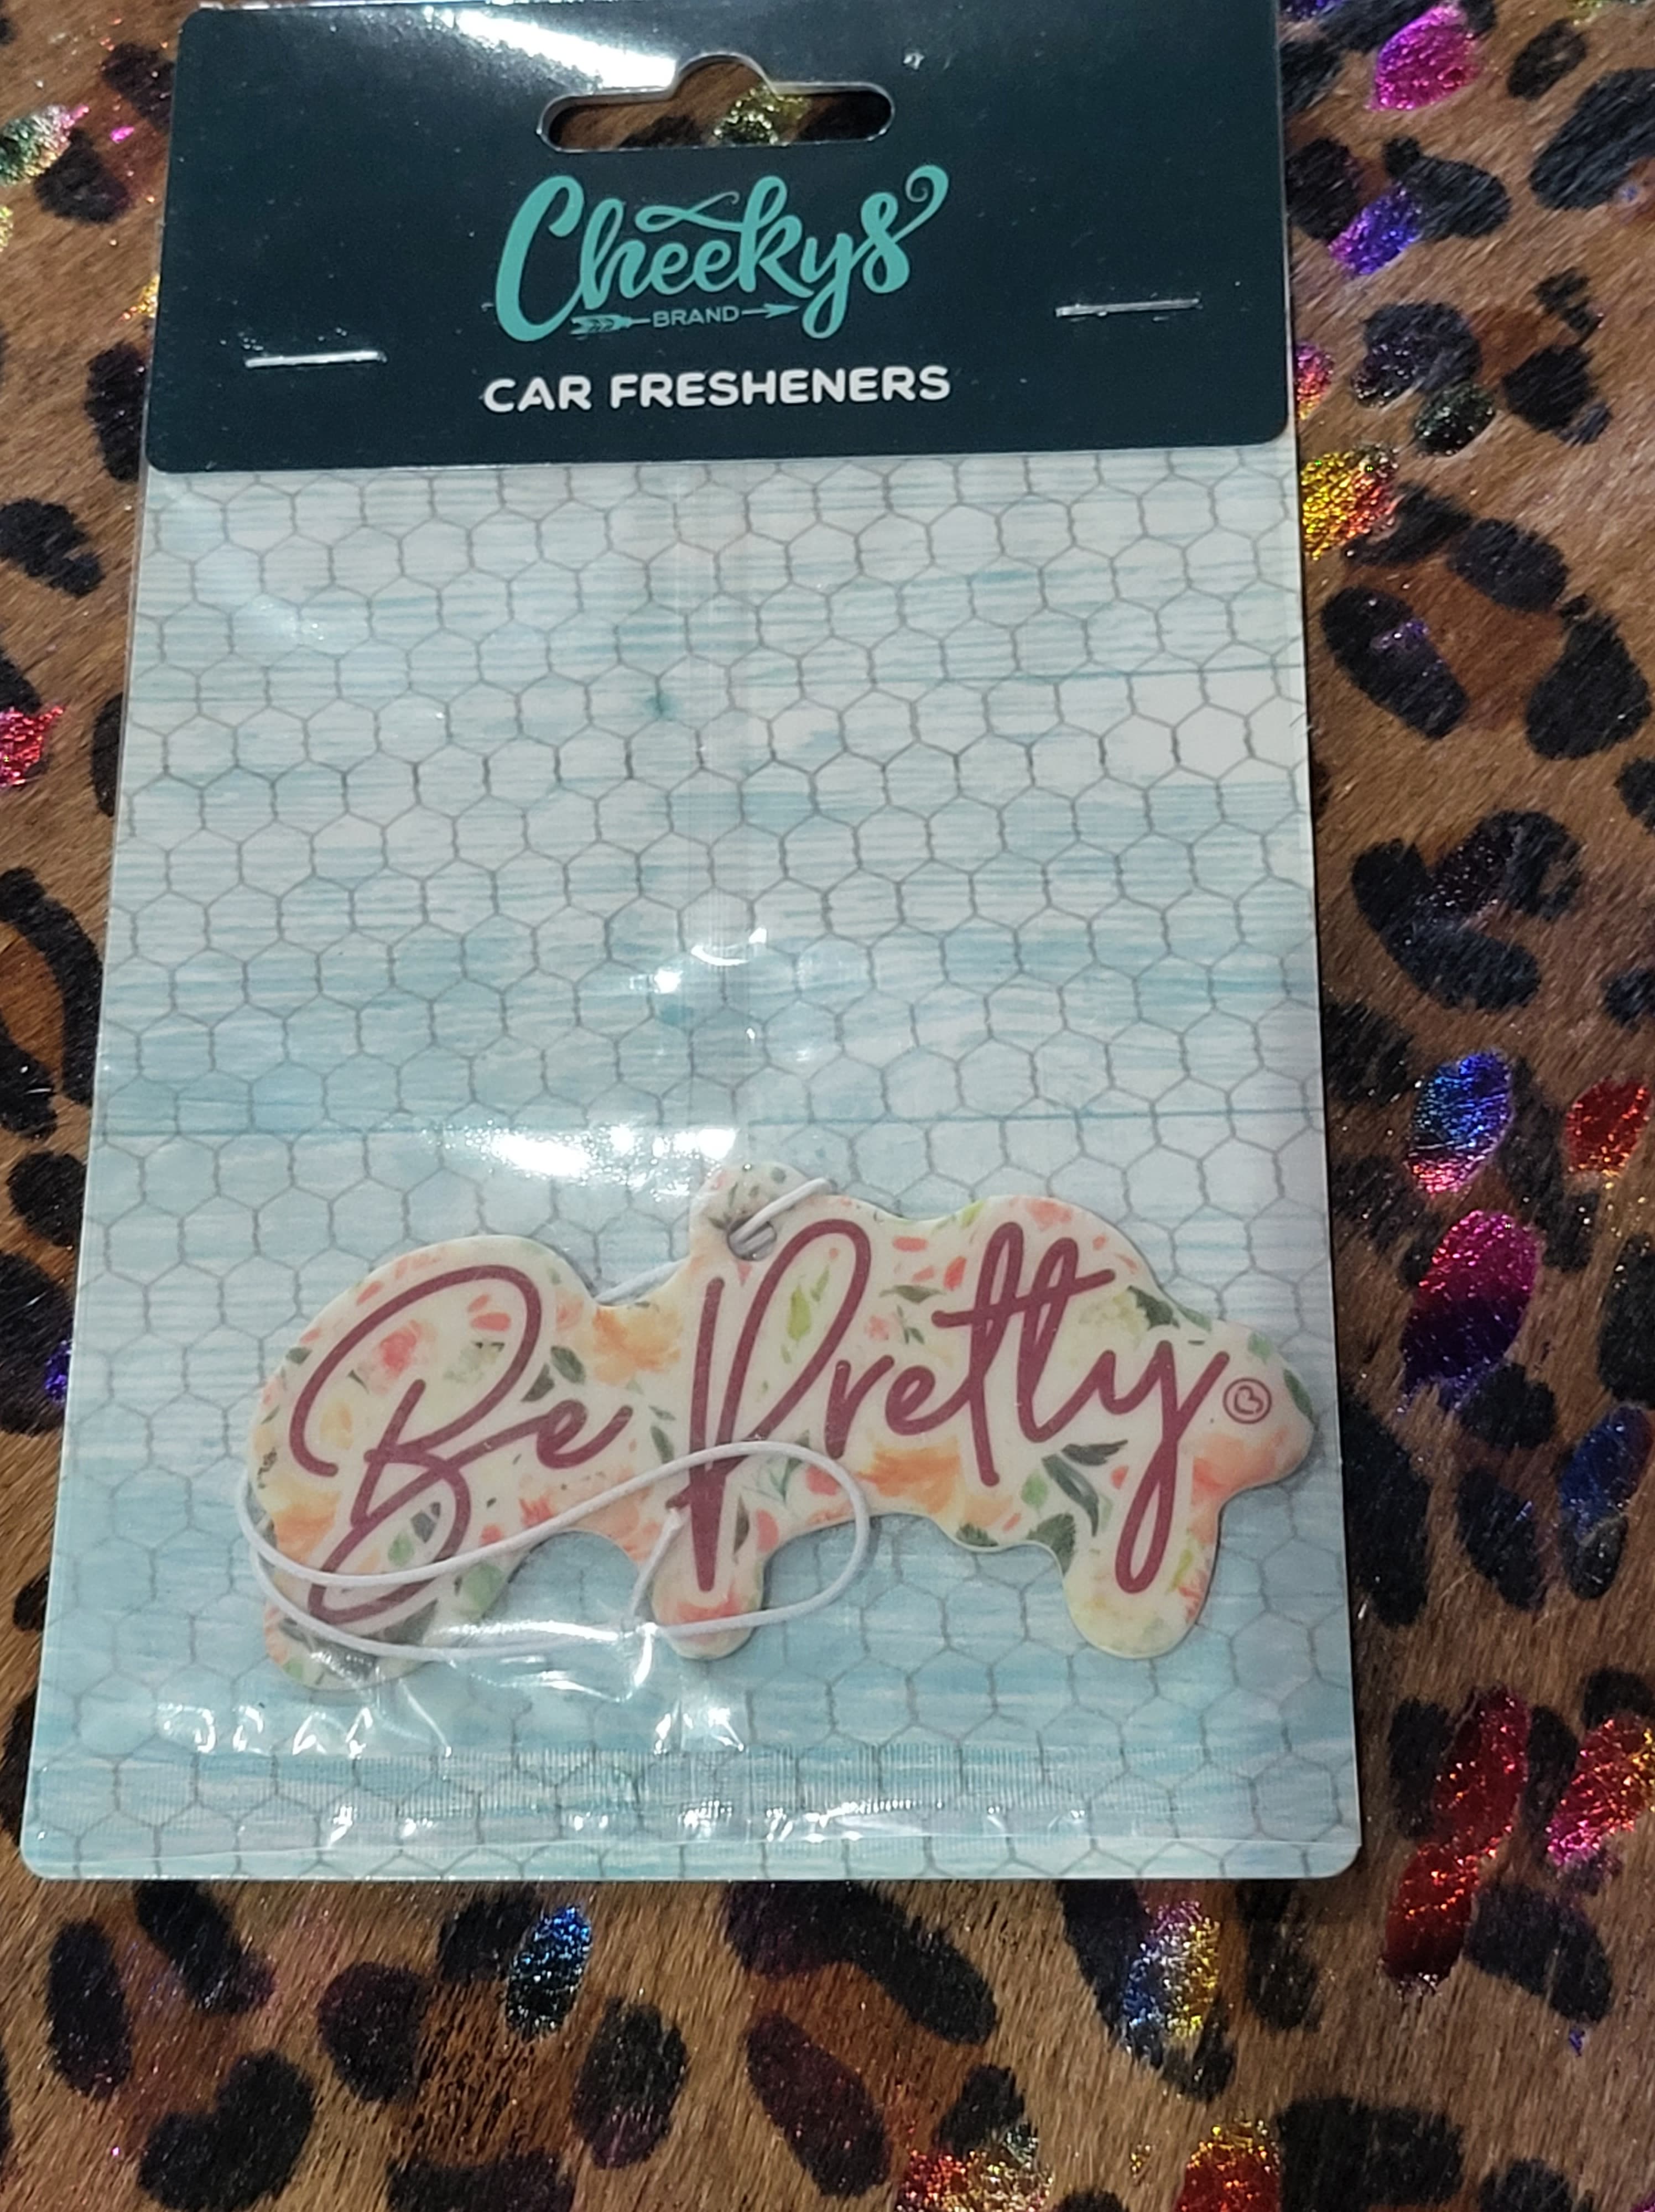 Cheekys
BRAND
CAR FRESHENERS
Be Pretty